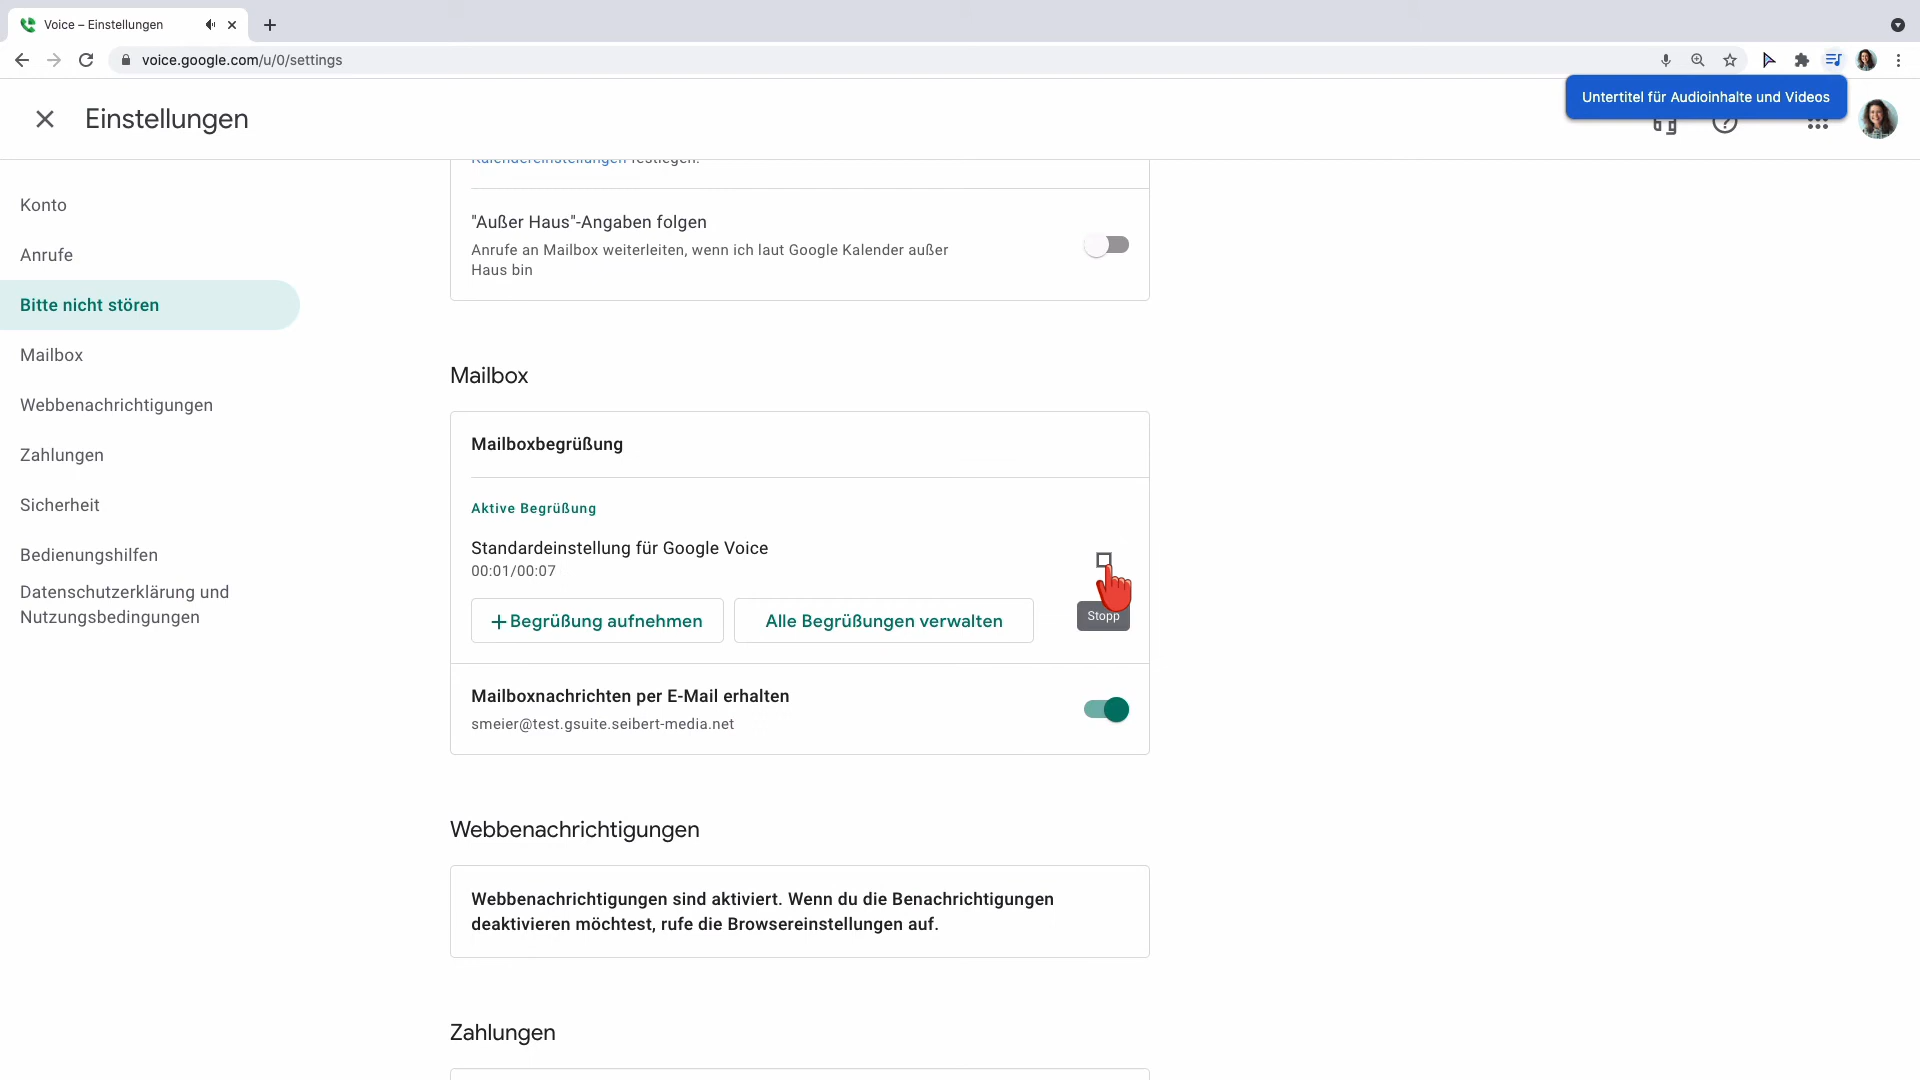 Voice – Einstellungen
voice.google.com/u/0/settings
Untertitel für Audioinhalte und Videos
Einstellungen
Kalendereinstellungen festlegen.
Konto
Anrufe
Bitte nicht stören
Mailbox
Webbenachrichtigungen
Zahlungen
Sicherheit
Bedienungshilfen
Datenschutzerklärung und
Nutzungsbedingungen
"Außer Haus"-Angaben folgen
Anrufe an Mailbox weiterleiten, wenn ich laut Google Kalender außer
Haus bin
Mailbox
Mailboxbegrüßung
Aktive Begrüßung
Standardeinstellung für Google Voice
00:01/00:07
Begrüßung aufnehmen
Alle Begrüßungen verwalten
Stopp
Mailboxnachrichten per E-Mail erhalten
smeier@test.gsuite.seibert-media.net
Webbenachrichtigungen
Webbenachrichtigungen sind aktiviert. Wenn du die Benachrichtigungen
deaktivieren möchtest, rufe die Browsereinstellungen auf.
Zahlungen